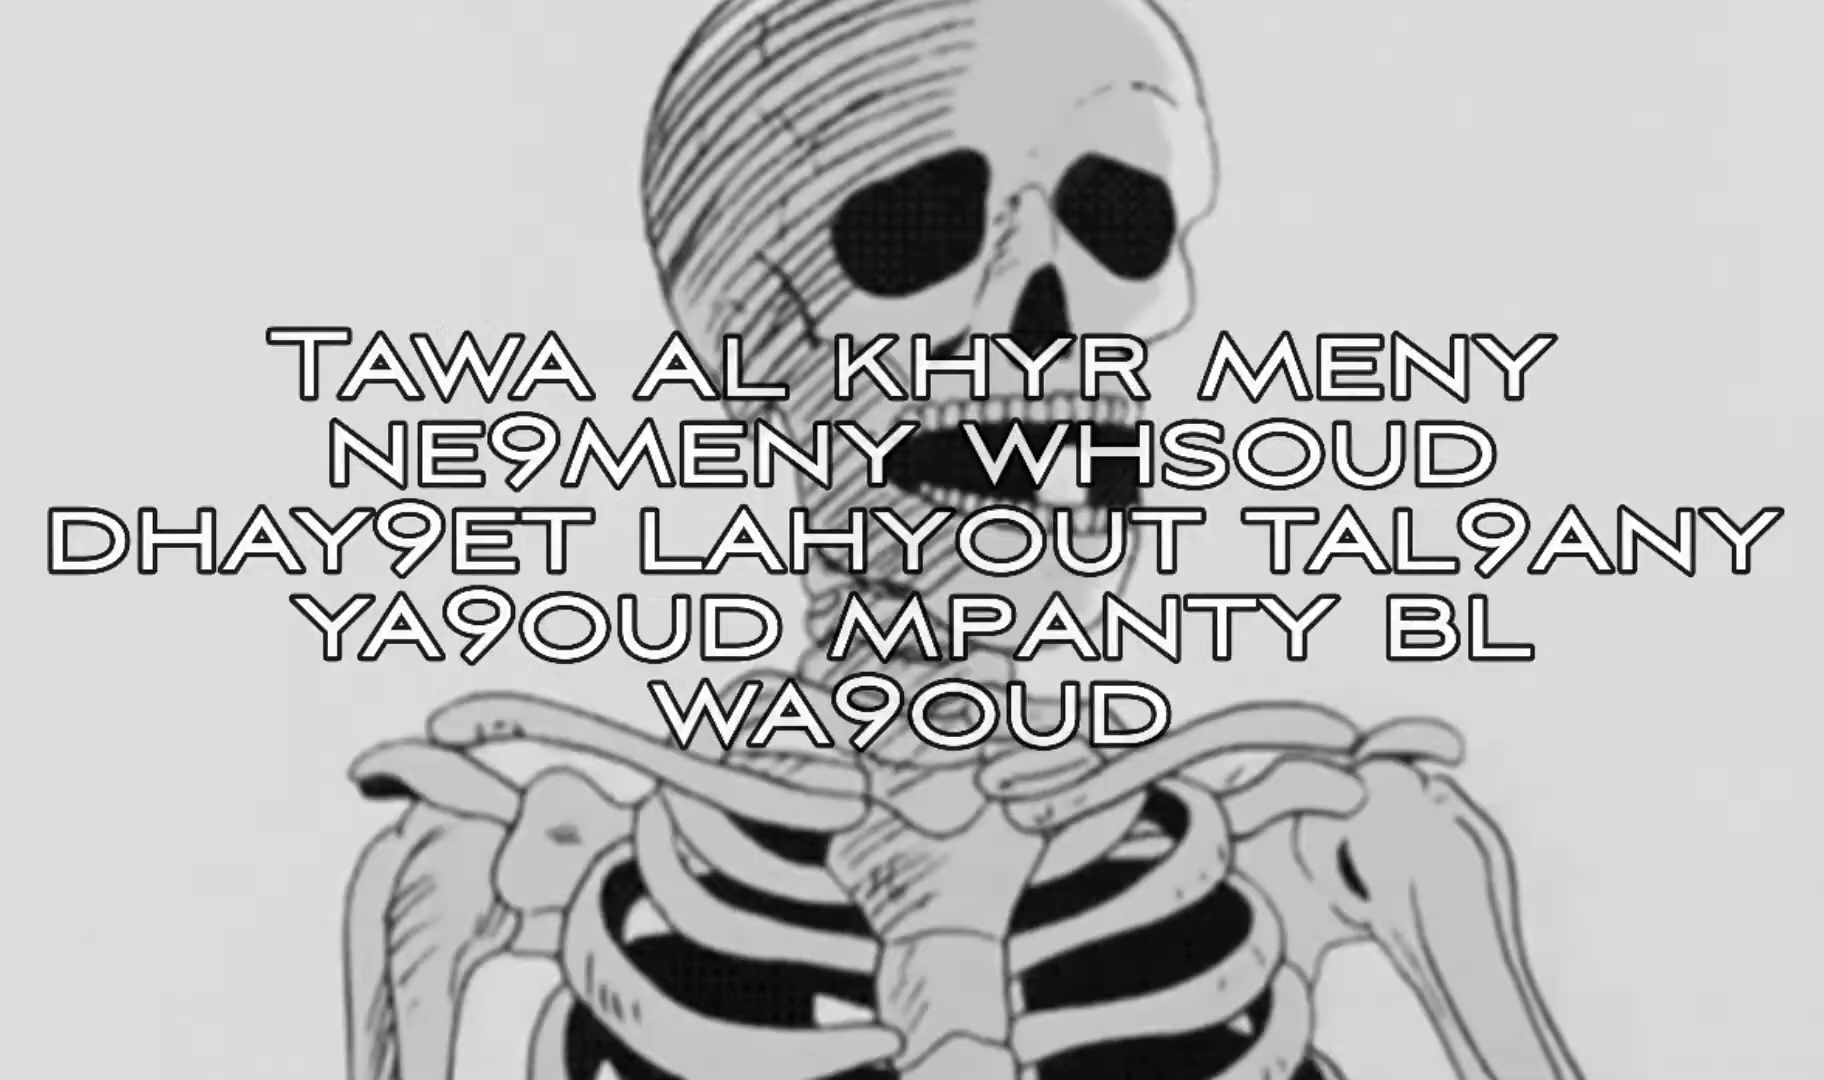 TAWA AL KHYR MENY
NE9MENY WHSOUD
DHAY9ET LAHYOUT TAL9ANY
YA9OUD MPANTY BL
WA9OUD